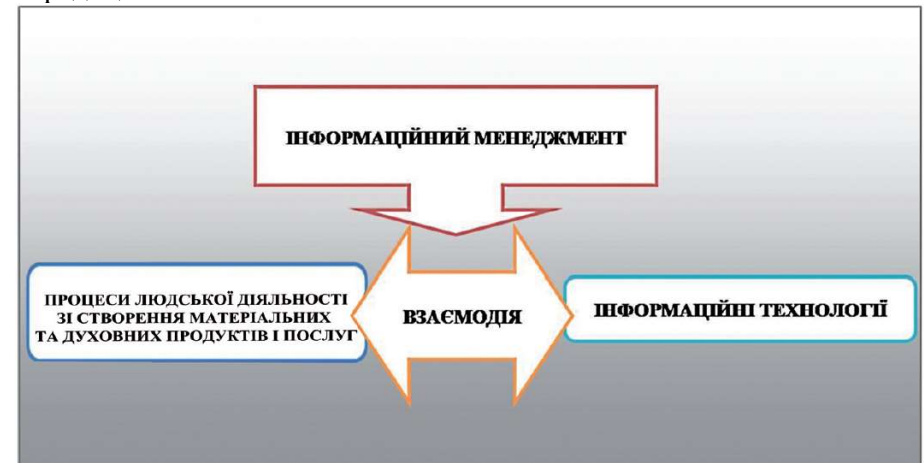 ІНФОРМАЦІЙНИЙ МЕНЕДЖМЕНТ
ПРОЦЕСИ ЛЮДСЬКОЇ ДІЯЛЬНОСТІ
ЗІ СТВОРЕННЯ МАТЕРІАЛЬНИХ
ТА ДУХОВНИХ ПРОДУКТІВ І ПОСЛУГ
ВЗАЄМОДІЯ
ІНФОРМАЦІЙНІ ТЕХНОЛОГІЇ